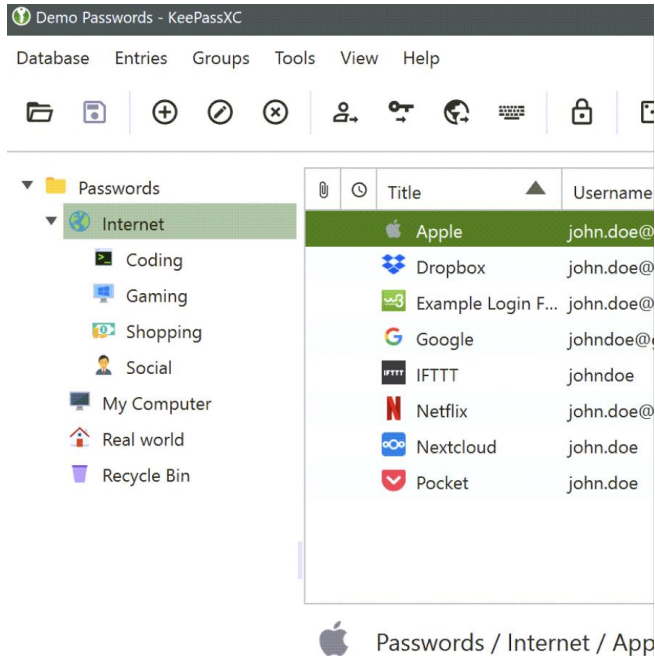 Demo Passwords - KeePassXC
Database Entries Groups Tools View Help
Passwords
Internet
Coding
Gaming
Shopping
Social
My Computer
Real world
Recycle Bin
Title Username
Apple john.doe@
Dropbox john.doe@
Example Login F... john.doe@
Google johndoe@
IFTTT IFTTT johndoe
Netflix john.doe@
Nextcloud john.doe
Pocket john.doe
Passwords / Internet / App